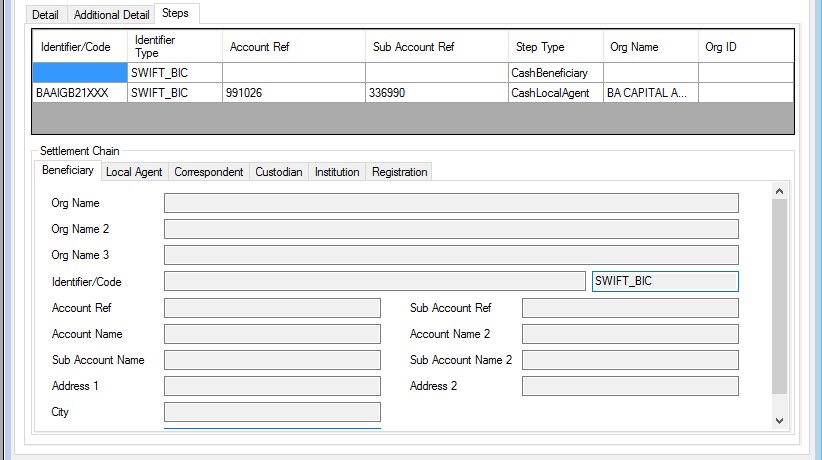 Detail Additional Detail Steps
Identifier/Code Identifier Type Account Ref Sub Account Ref Step Type Org Name Org ID
SWIFT_BIC CashBeneficiary
BAAIGB21XXX SWIFT_BIC 991026 336990 CashLocalAgent BA CAPITAL A...
Settlement Chain
Beneficiary Local Agent Correspondent Custodian Institution Registration
Org Name
Org Name 2
Org Name 3
Identifier/Code SWIFT_BIC
Account Ref Sub Account Ref
Account Name Account Name 2
Sub Account Name Sub Account Name 2
Address 1 Address 2
City